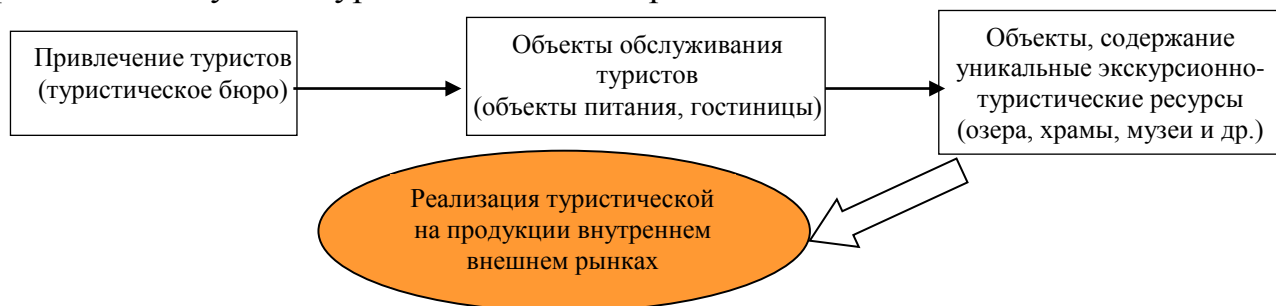 Привлечение туристов
(туристическое бюро)
Объекты обслуживания
туристов
(объекты питания, гостиницы)
Объекты, содержание
уникальные экскурсионно-
туристические ресурсы
(озера, храмы, музеи и др.)
Реализация туристической
на продукции внутреннем
внешнем рынках